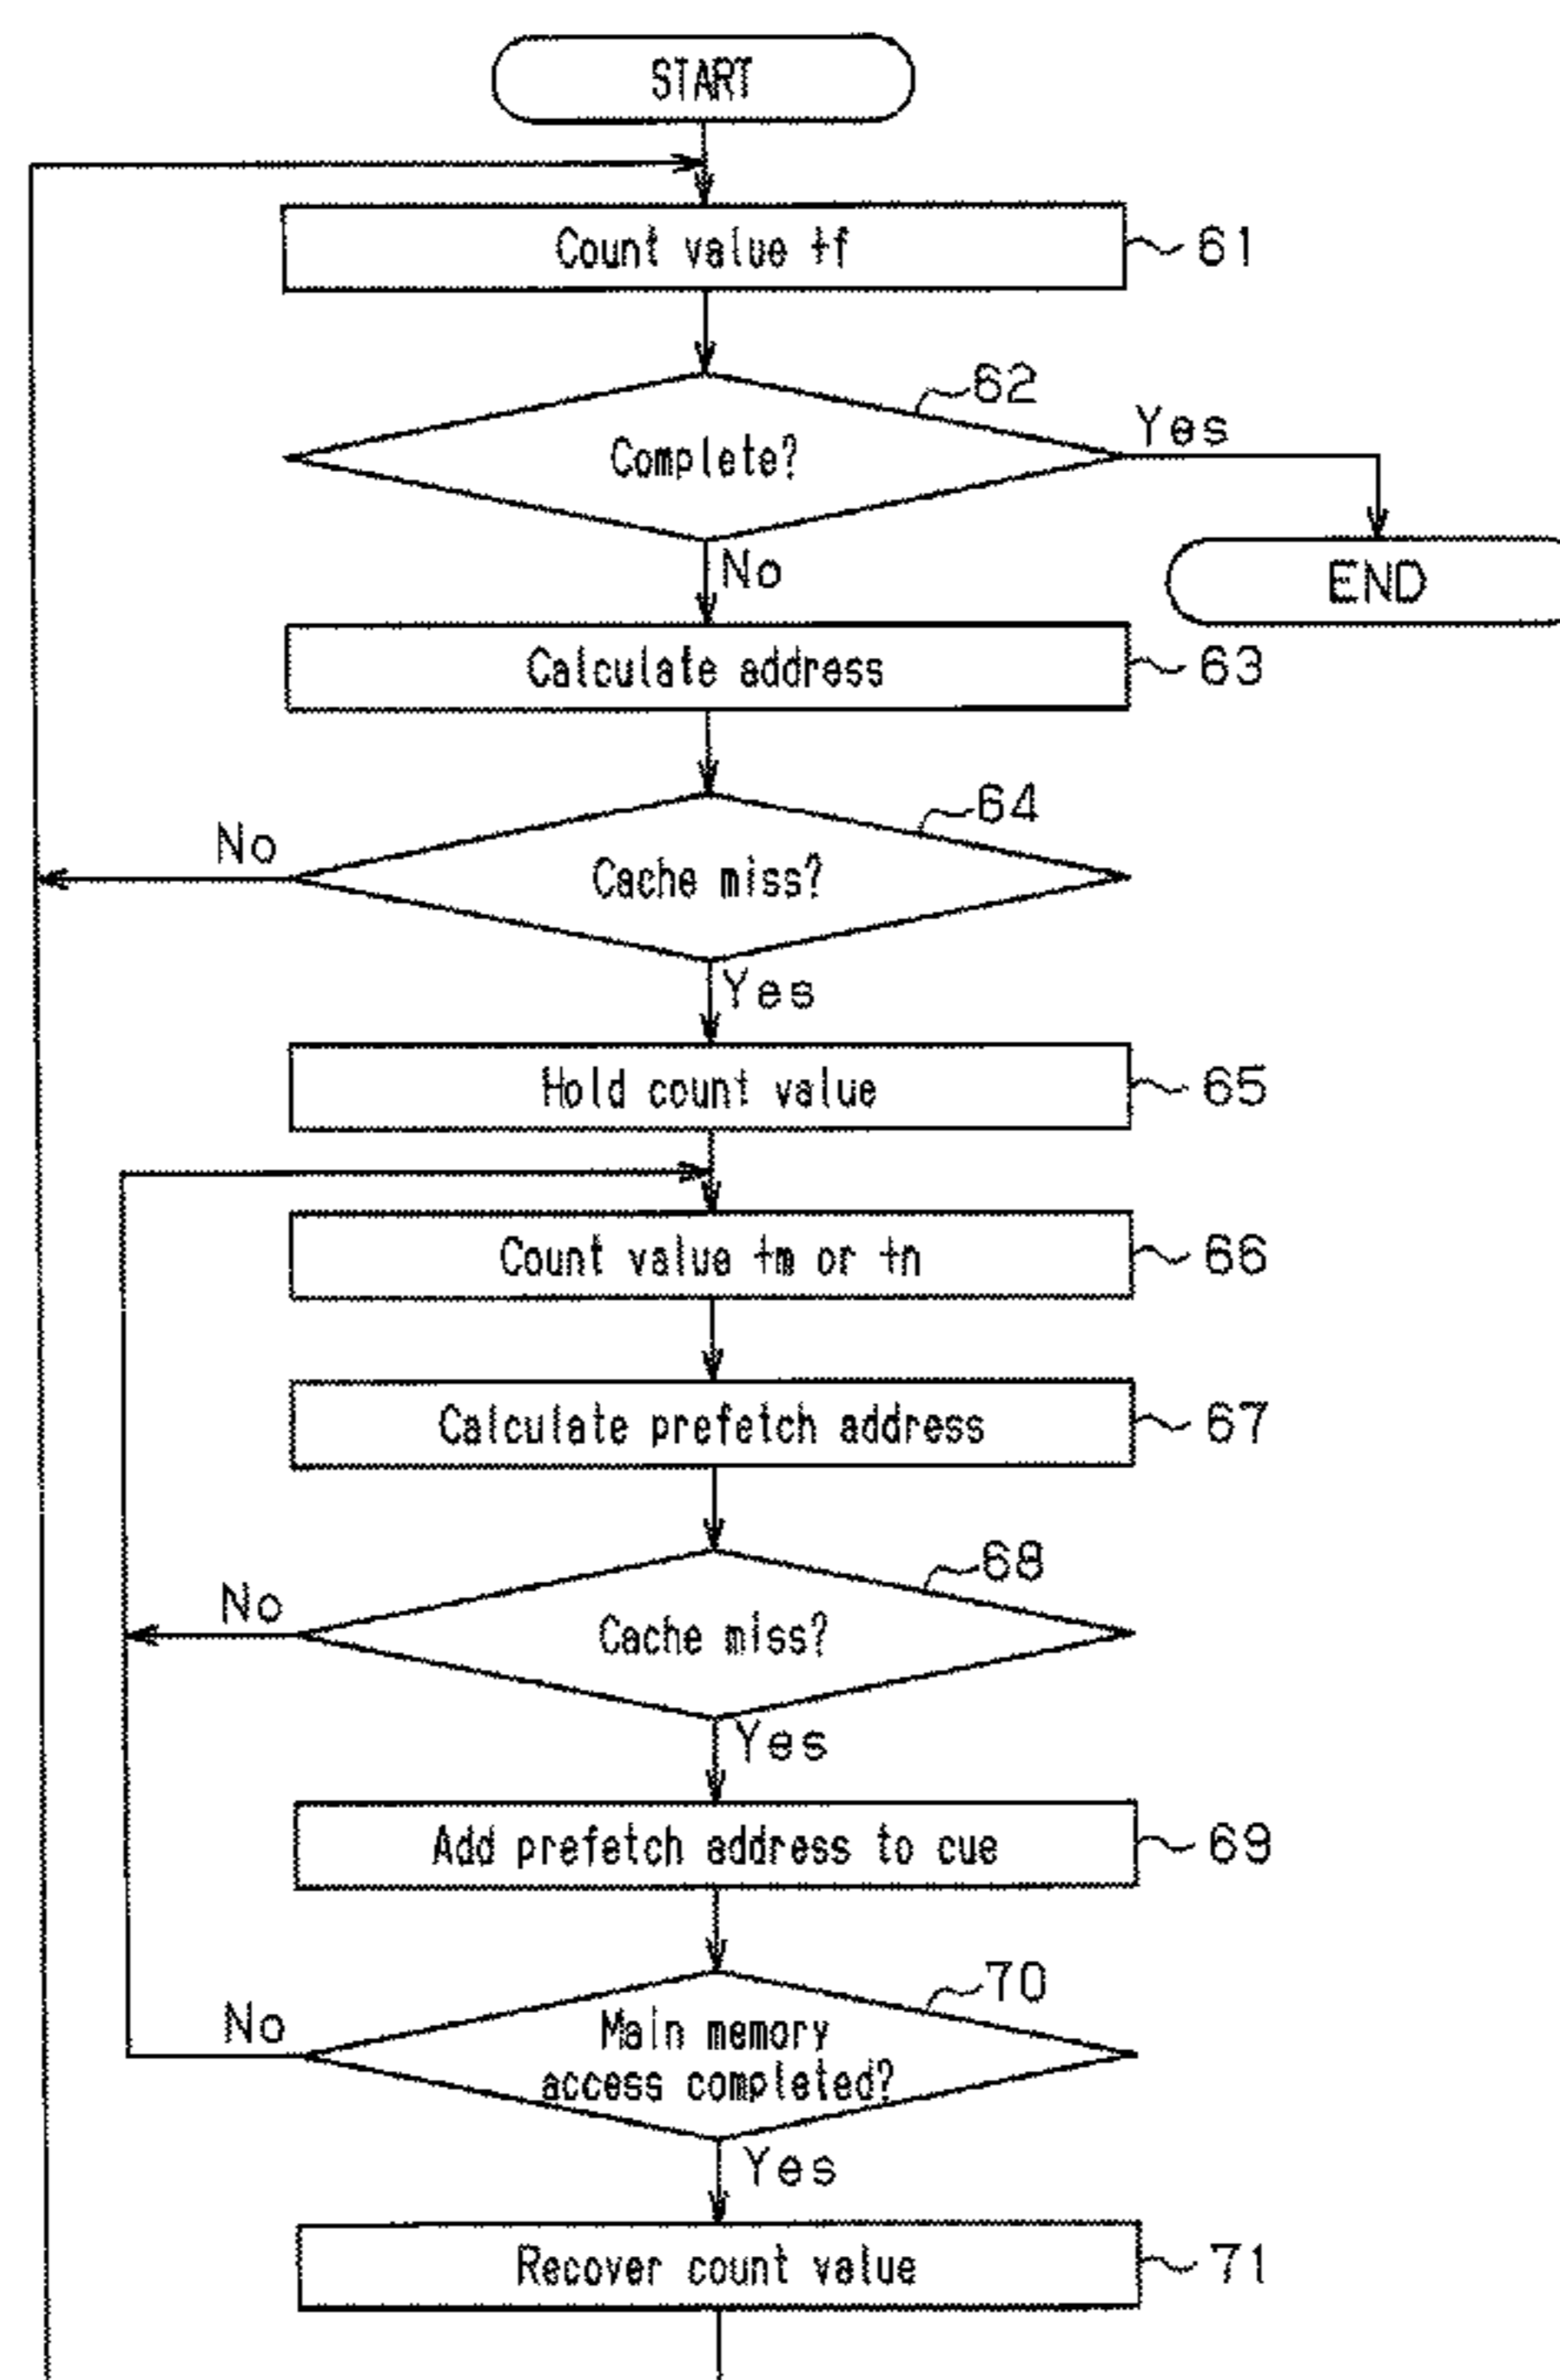 START
Count value +f
61
62
Complete?
Yes
No
END
Calculate address
63
64
No
Cache miss?
Yes
Hold count value
65
Count value +m or +n
66
Calculate prefetch address
67
68
No
Cache miss?
Yes
Add prefetch address to cue
69
70
No
Main memory
access completed?
Yes
Recover count value
71